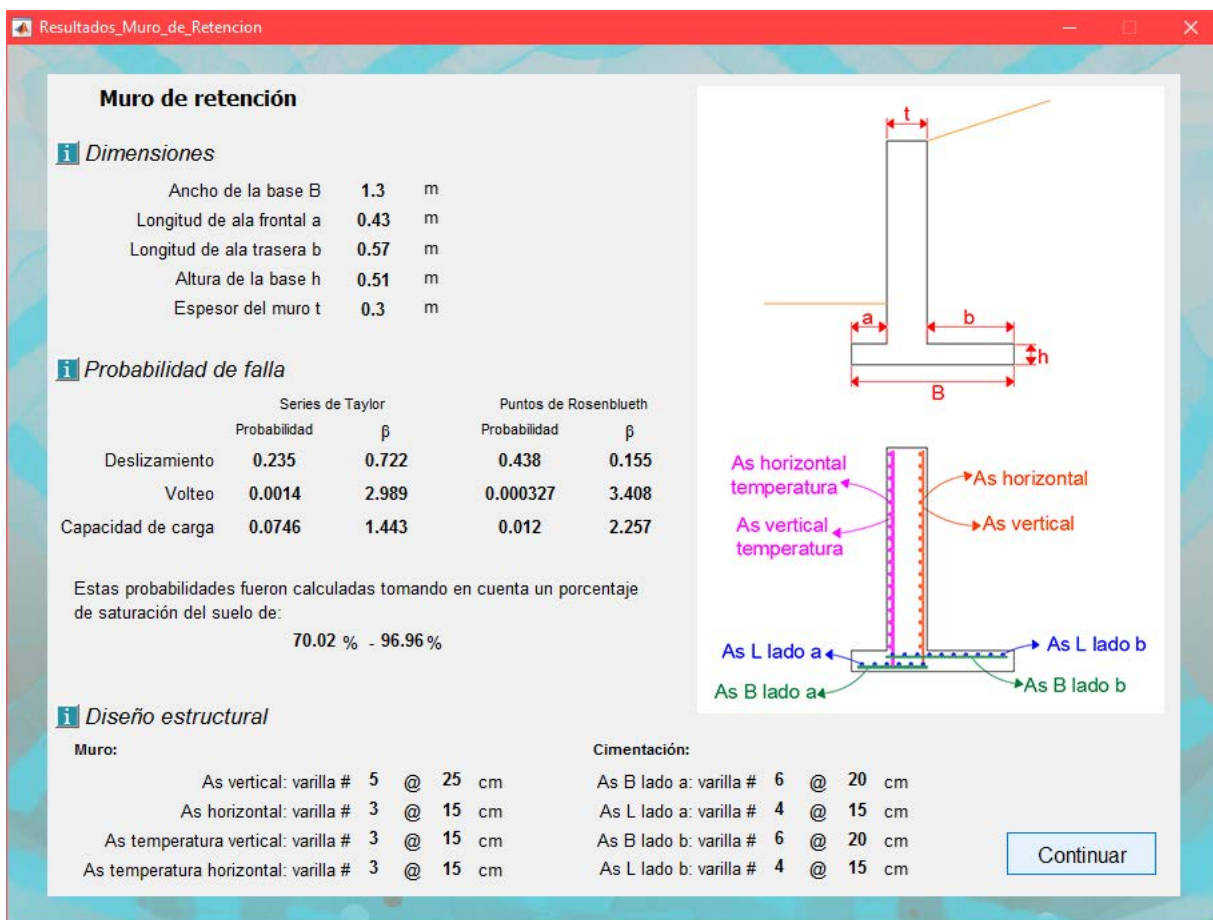 Resultados_Muro_de_Retencion
Muro de retención
i Dimensiones
Ancho de la base B 1.3 m
Longitud de ala frontal a 0.43 m
Longitud de ala trasera b 0.57 m
Altura de la base h 0.51 m
Espesor del muro t 0.3 m
i Probabilidad de falla
Series de Taylor Puntos de Rosenblueth
Probabilidad β Probabilidad β
Deslizamiento 0.235 0.722 0.438 0.155
Volteo 0.0014 2.989 0.000327 3.408
Capacidad de carga 0.0746 1.443 0.012 2.257
Estas probabilidades fueron calculadas tomando en cuenta un porcentaje
de saturación del suelo de:
70.02 % - 96.96 %
t
a
b
h
B
As horizontal
temperatura
As vertical
temperatura
As horizontal
As vertical
As L lado a
As L lado b
As B lado a
As B lado b
i Diseño estructural
Muro:
As vertical: varilla # 5 @ 25 cm
As horizontal: varilla # 3 @ 15 cm
As temperatura vertical: varilla # 3 @ 15 cm
As temperatura horizontal: varilla # 3 @ 15 cm
Cimentación:
As B lado a: varilla # 6 @ 20 cm
As L lado a: varilla # 4 @ 15 cm
As B lado b: varilla # 6 @ 20 cm
As L lado b: varilla # 4 @ 15 cm
Continuar